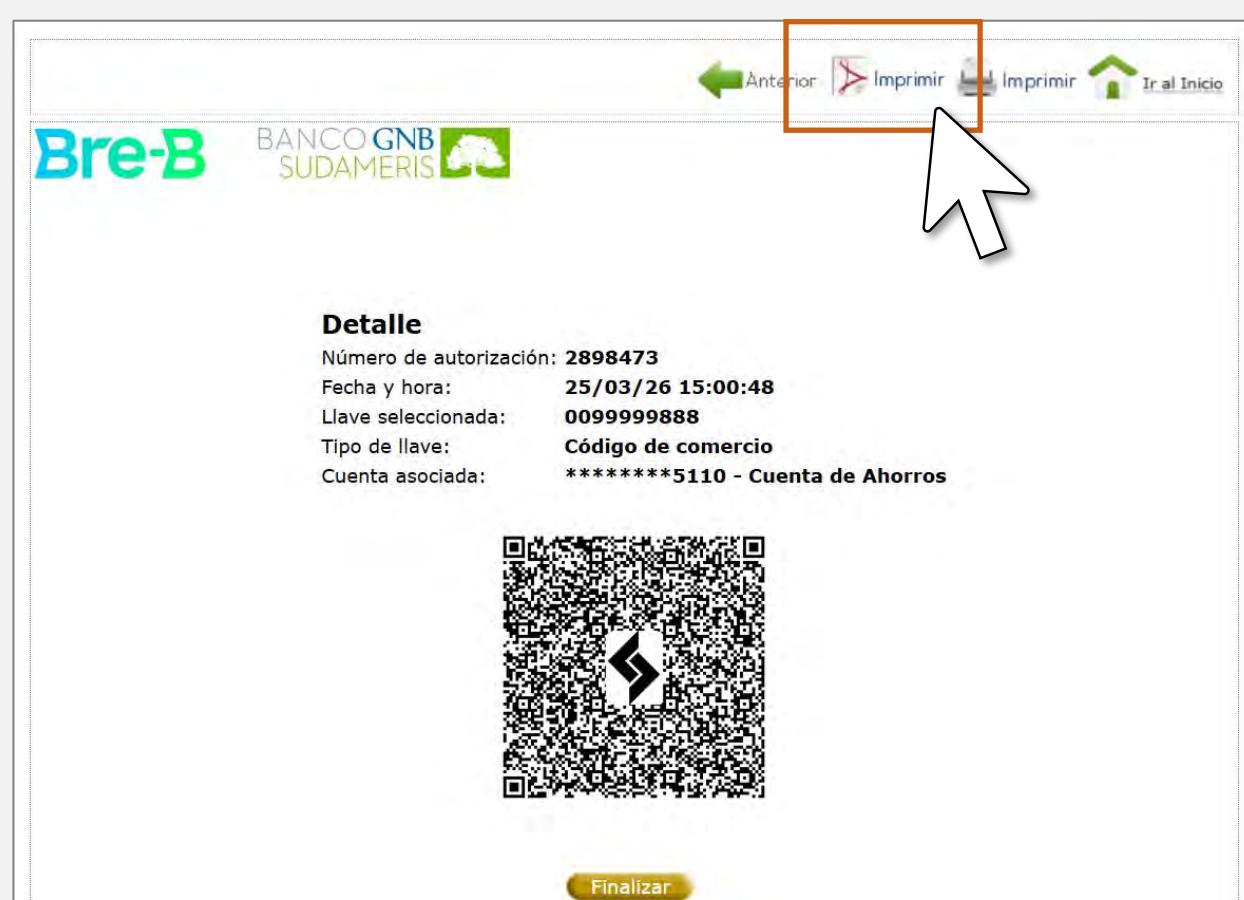 Anterior Imprimir Imprimir Ir al Inicio
Bre-B BANCO GNB
SUDAMERIS
Detalle
Número de autorización: 2898473
Fecha y hora: 25/03/26 15:00:48
Llave seleccionada: 0099999888
Tipo de llave: Código de comercio
Cuenta asociada: ********5110 - Cuenta de Ahorros
Finalizar